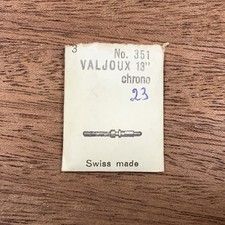 3
No. 351
VALJOUX 13'''
chrono
23
Swiss made